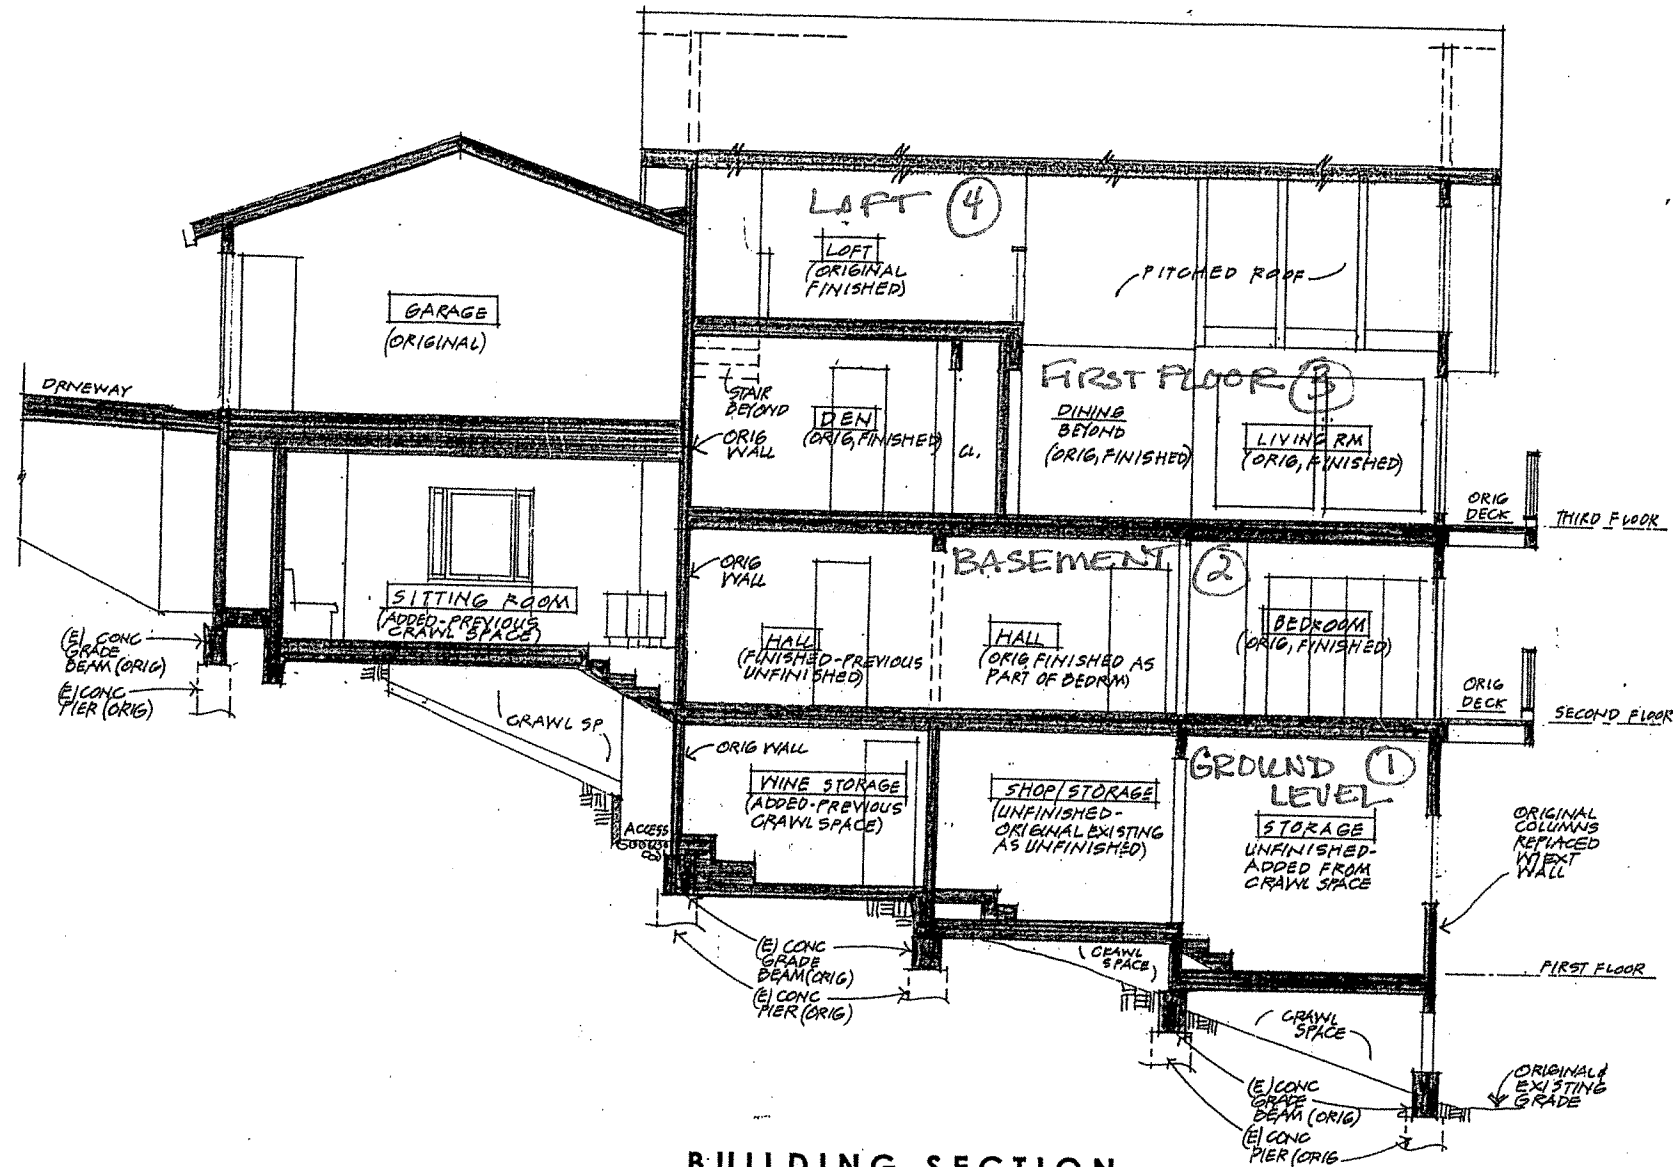 LOFT ④
LOFT
(ORIGINAL
FINISHED)
PITCHED ROOF
GARAGE
(ORIGINAL)
DRIVEWAY
STAIR
BEYOND
ORIG
WALL
DEN
(ORIG, FINISHED)
CL.
FIRST FLOOR ③
DINING
BEYOND
(ORIG, FINISHED)
LIVING RM
(ORIG, FINISHED)
ORIG
DECK
THIRD FLOOR
SITTING ROOM
(ADDED-PREVIOUS
CRAWL SPACE)
ORIG
WALL
BASEMENT ②
HALL
(FINISHED-PREVIOUS
UNFINISHED)
HALL
(ORIG, FINISHED AS
PART OF BEDRM)
BEDROOM
(ORIG, FINISHED)
ORIG
DECK
SECOND FLOOR
(E) CONC
GRADE
BEAM (ORIG)
(E) CONC
PIER (ORIG)
CRAWL SP.
ORIG WALL
WINE STORAGE
(ADDED-PREVIOUS
CRAWL SPACE)
ACCESS
SHOP/STORAGE
(UNFINISHED-
ORIGINAL EXISTING
AS UNFINISHED)
GROUND ①
LEVEL
STORAGE
UNFINISHED-
ADDED FROM
CRAWL SPACE
ORIGINAL
COLUMNS
REPLACED
W/EXT
WALL
FIRST FLOOR
(E) CONC
GRADE
BEAM (ORIG)
(E) CONC
PIER (ORIG)
CRAWL
SPACE
CRAWL
SPACE
(E) CONC
GRADE
BEAM (ORIG)
(E) CONC
PIER (ORIG
ORIGINAL &
EXISTING
GRADE
BUILDING SECTION